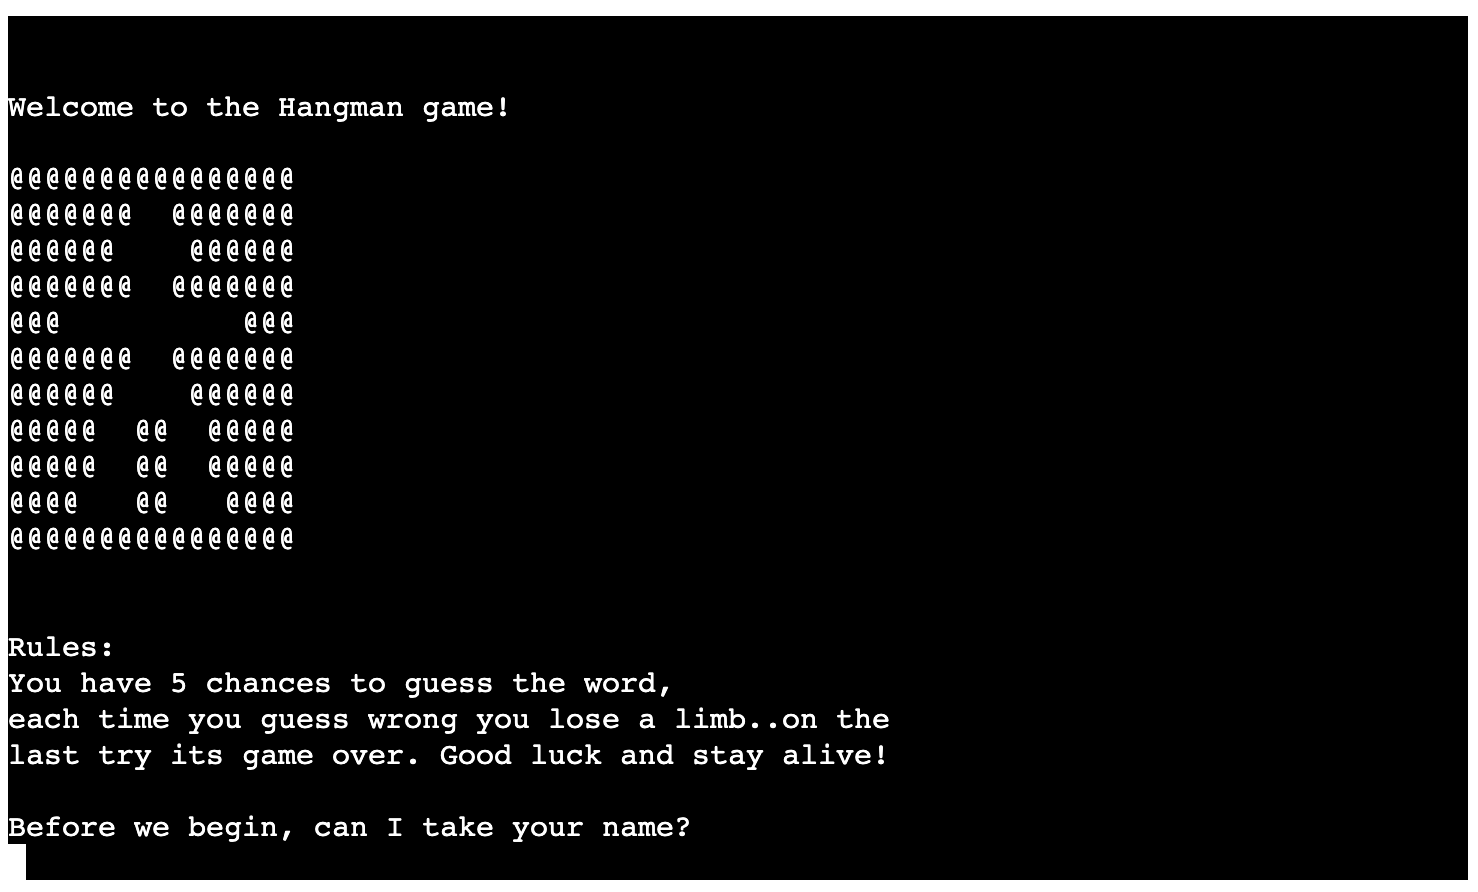 Welcome to the Hangman game!
@@@@@@@@@@@@@@@@
@@@@@@@  @@@@@@@
@@@@@@    @@@@@@
@@@@@@@  @@@@@@@
@@@          @@@
@@@@@@@  @@@@@@@
@@@@@@    @@@@@@
@@@@@  @@  @@@@@
@@@@@  @@  @@@@@
@@@@   @@   @@@@
@@@@@@@@@@@@@@@@
Rules:
You have 5 chances to guess the word,
each time you guess wrong you lose a limb..on the
last try its game over. Good luck and stay alive!
Before we begin, can I take your name?